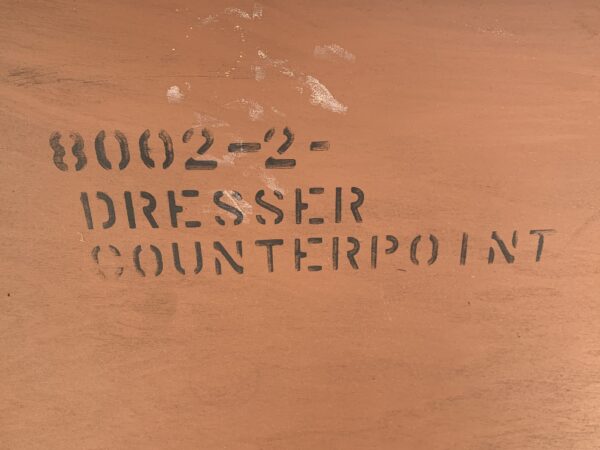 8002-2-
DRESSER
COUNTERPOINT